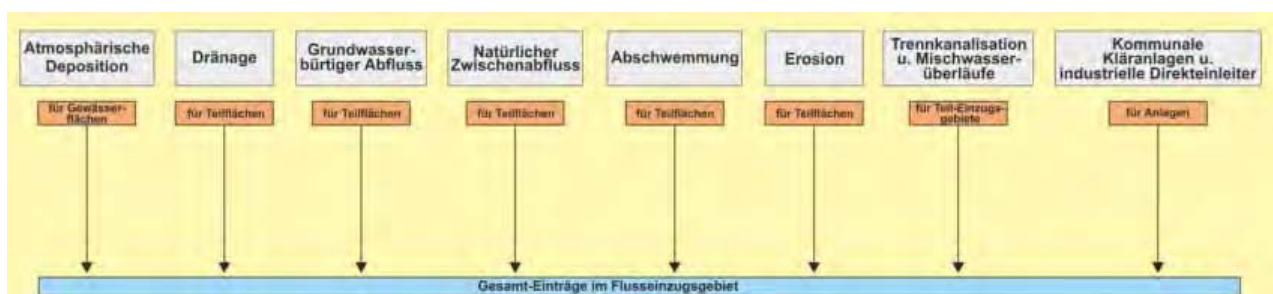 Atmosphärische
Deposition
Dränage
Grundwasser-
bürtiger Abfluss
Natürlicher
Zwischenabfluss
Abschwemmung
Erosion
Trennkanalisation
u. Mischwasser-
überläufe
Kommunale
Kläranlagen u.
industrielle Direkteinleiter
für Gewässer-
flächen
für Teilflächen
für Teilflächen
für Teilflächen
für Teilflächen
für Teilflächen
für Teil-Einzugs-
gebiete
für Anlagen
Gesamt-Einträge im Flusseinzugsgebiet